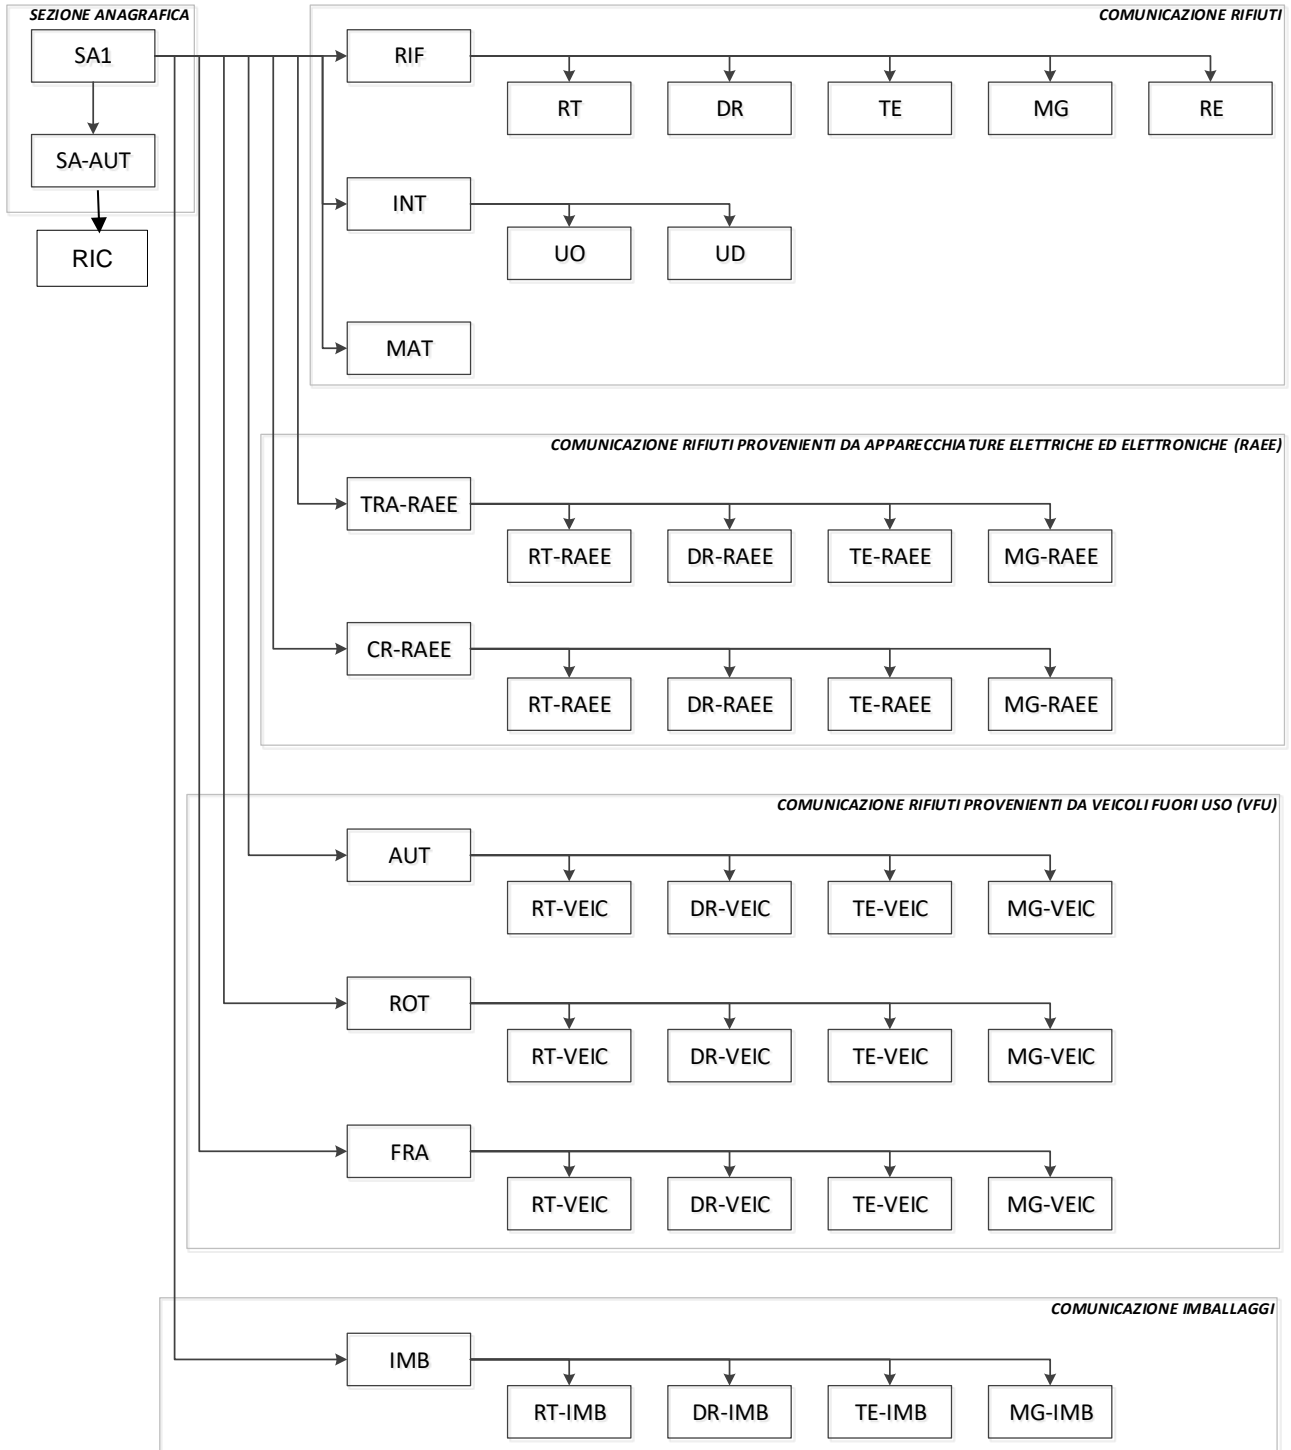 SEZIONE ANAGRAFICA
SA1
SA-AUT
RIC
COMUNICAZIONE RIFIUTI
RIF
RT
DR
TE
MG
RE
INT
UO
UD
MAT
COMUNICAZIONE RIFIUTI PROVENIENTI DA APPARECCHIATURE ELETTRICHE ED ELETTRONICHE (RAEE)
TRA-RAEE
RT-RAEE
DR-RAEE
TE-RAEE
MG-RAEE
CR-RAEE
RT-RAEE
DR-RAEE
TE-RAEE
MG-RAEE
COMUNICAZIONE RIFIUTI PROVENIENTI DA VEICOLI FUORI USO (VFU)
AUT
RT-VEIC
DR-VEIC
TE-VEIC
MG-VEIC
ROT
RT-VEIC
DR-VEIC
TE-VEIC
MG-VEIC
FRA
RT-VEIC
DR-VEIC
TE-VEIC
MG-VEIC
COMUNICAZIONE IMBALLAGGI
IMB
RT-IMB
DR-IMB
TE-IMB
MG-IMB